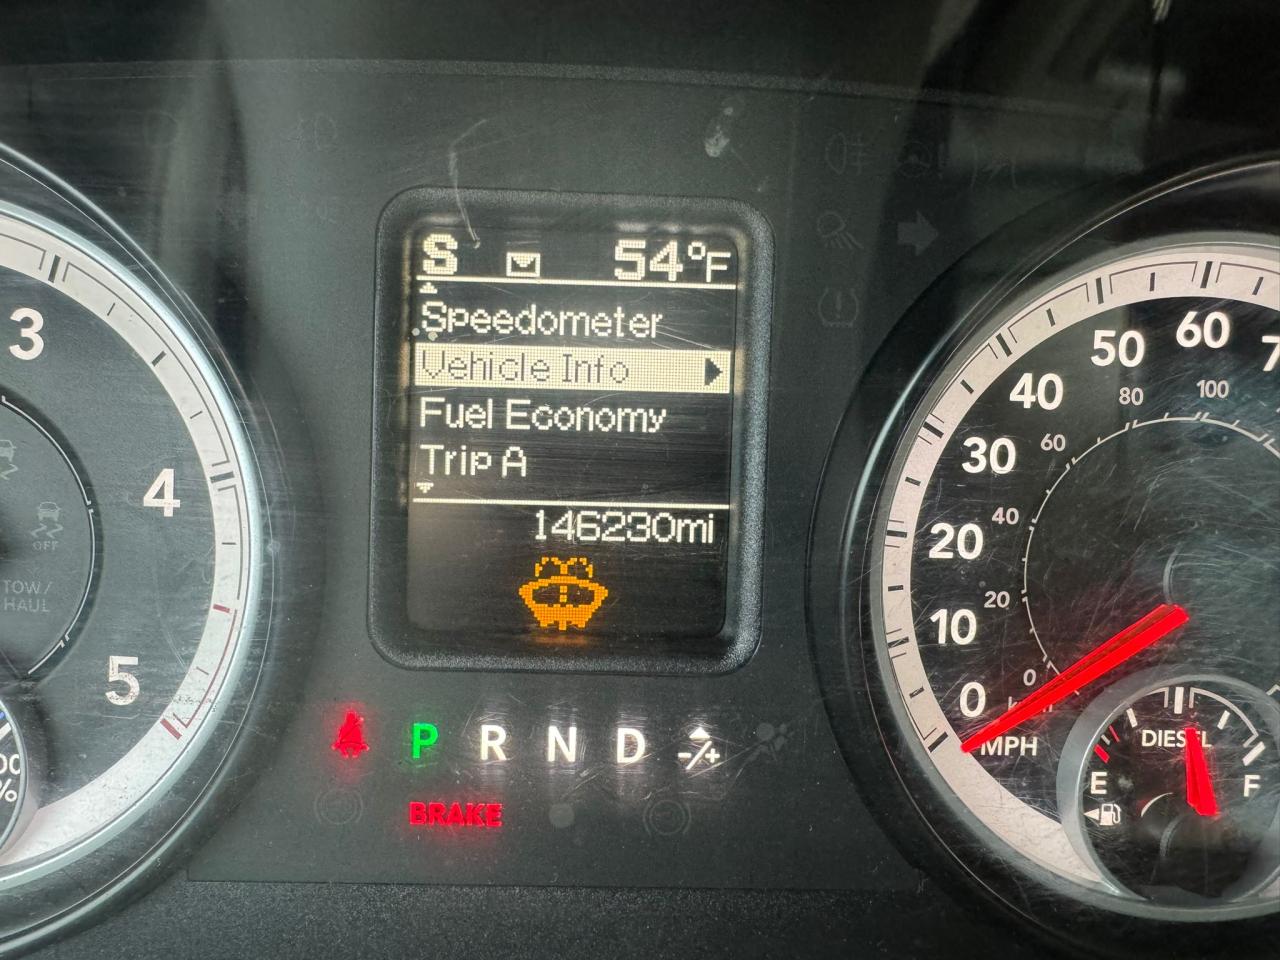 S 54°F
Speedometer
Vehicle Info
Fuel Economy
Trip A
146230mi
P R N D -/+
BRAKE
3
4
5
OFF
TOW/
HAUL
%
60
50
40
30
20
10
0
MPH
100
80
60
40
20
0
DIESEL
E F